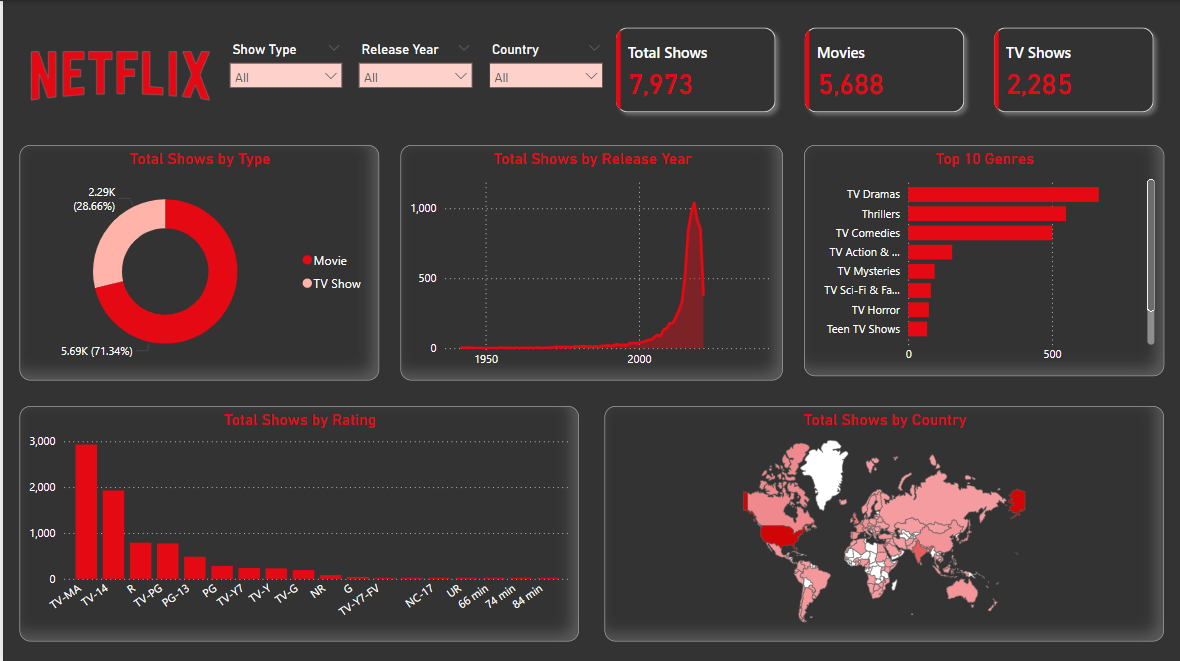 NETFLIX
Show Type
All
Release Year
All
Country
All
Total Shows
7,973
Movies
5,688
TV Shows
2,285
Total Shows by Type
2.29K
(28.66%)
5.69K (71.34%)
Movie
TV Show
Total Shows by Release Year
1,000
500
0
1950
2000
Top 10 Genres
TV Dramas
Thrillers
TV Comedies
TV Action & ...
TV Mysteries
TV Sci-Fi & Fa...
TV Horror
Teen TV Shows
0
500
Total Shows by Rating
3,000
2,000
1,000
0
TV-MA
TV-14
R
TV-PG
PG-13
PG
TV-Y7
TV-Y
TV-G
NR
G
TV-Y7-FV
NC-17
UR
66 min
74 min
84 min
Total Shows by Country